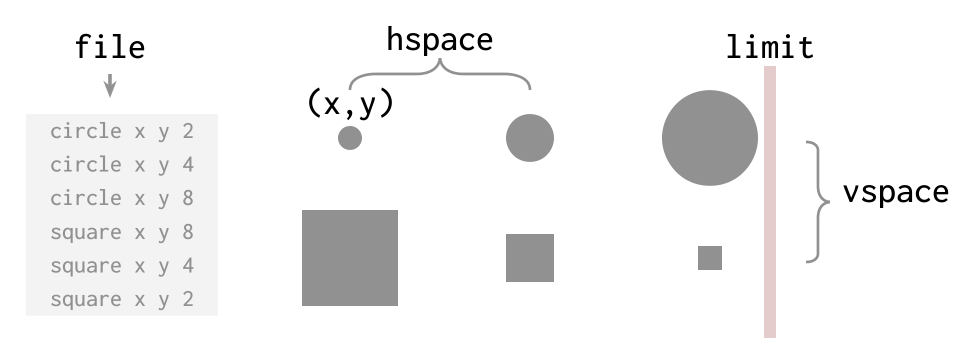 file
hspace
limit
(x,y)
circle x y 2
circle x y 4
circle x y 8
square x y 8
square x y 4
square x y 2
vspace